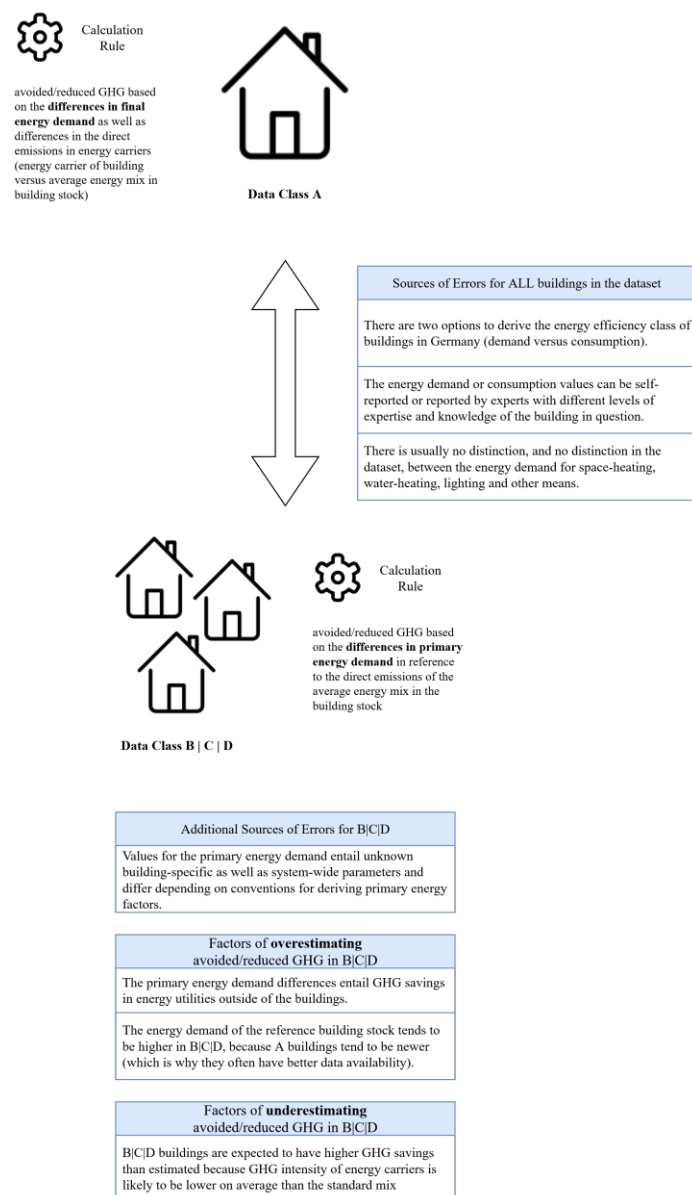 Calculation
Rule
avoided/reduced GHG based
on the differences in final
energy demand as well as
differences in the direct
emissions in energy carriers
(energy carrier of building
versus average energy mix in
building stock)
Data Class A
Sources of Errors for ALL buildings in the dataset
There are two options to derive the energy efficiency class of
buildings in Germany (demand versus consumption).
The energy demand or consumption values can be self-
reported or reported by experts with different levels of
expertise and knowledge of the building in question.
There is usually no distinction, and no distinction in the
dataset, between the energy demand for space-heating,
water-heating, lighting and other means.
Calculation
Rule
avoided/reduced GHG based
on the differences in primary
energy demand in reference
to the direct emissions of the
average energy mix in the
building stock
Data Class B | C | D
Additional Sources of Errors for B|C|D
Values for the primary energy demand entail unknown
building-specific as well as system-wide parameters and
differ depending on conventions for deriving primary energy
factors.
Factors of overestimating
avoided/reduced GHG in B|C|D
The primary energy demand differences entail GHG savings
in energy utilities outside of the buildings.
The energy demand of the reference building stock tends to
be higher in B|C|D, because A buildings tend to be newer
(which is why they often have better data availability).
Factors of underestimating
avoided/reduced GHG in B|C|D
B|C|D buildings are expected to have higher GHG savings
than estimated because GHG intensity of energy carriers is
likely to be lower on average than the standard mix